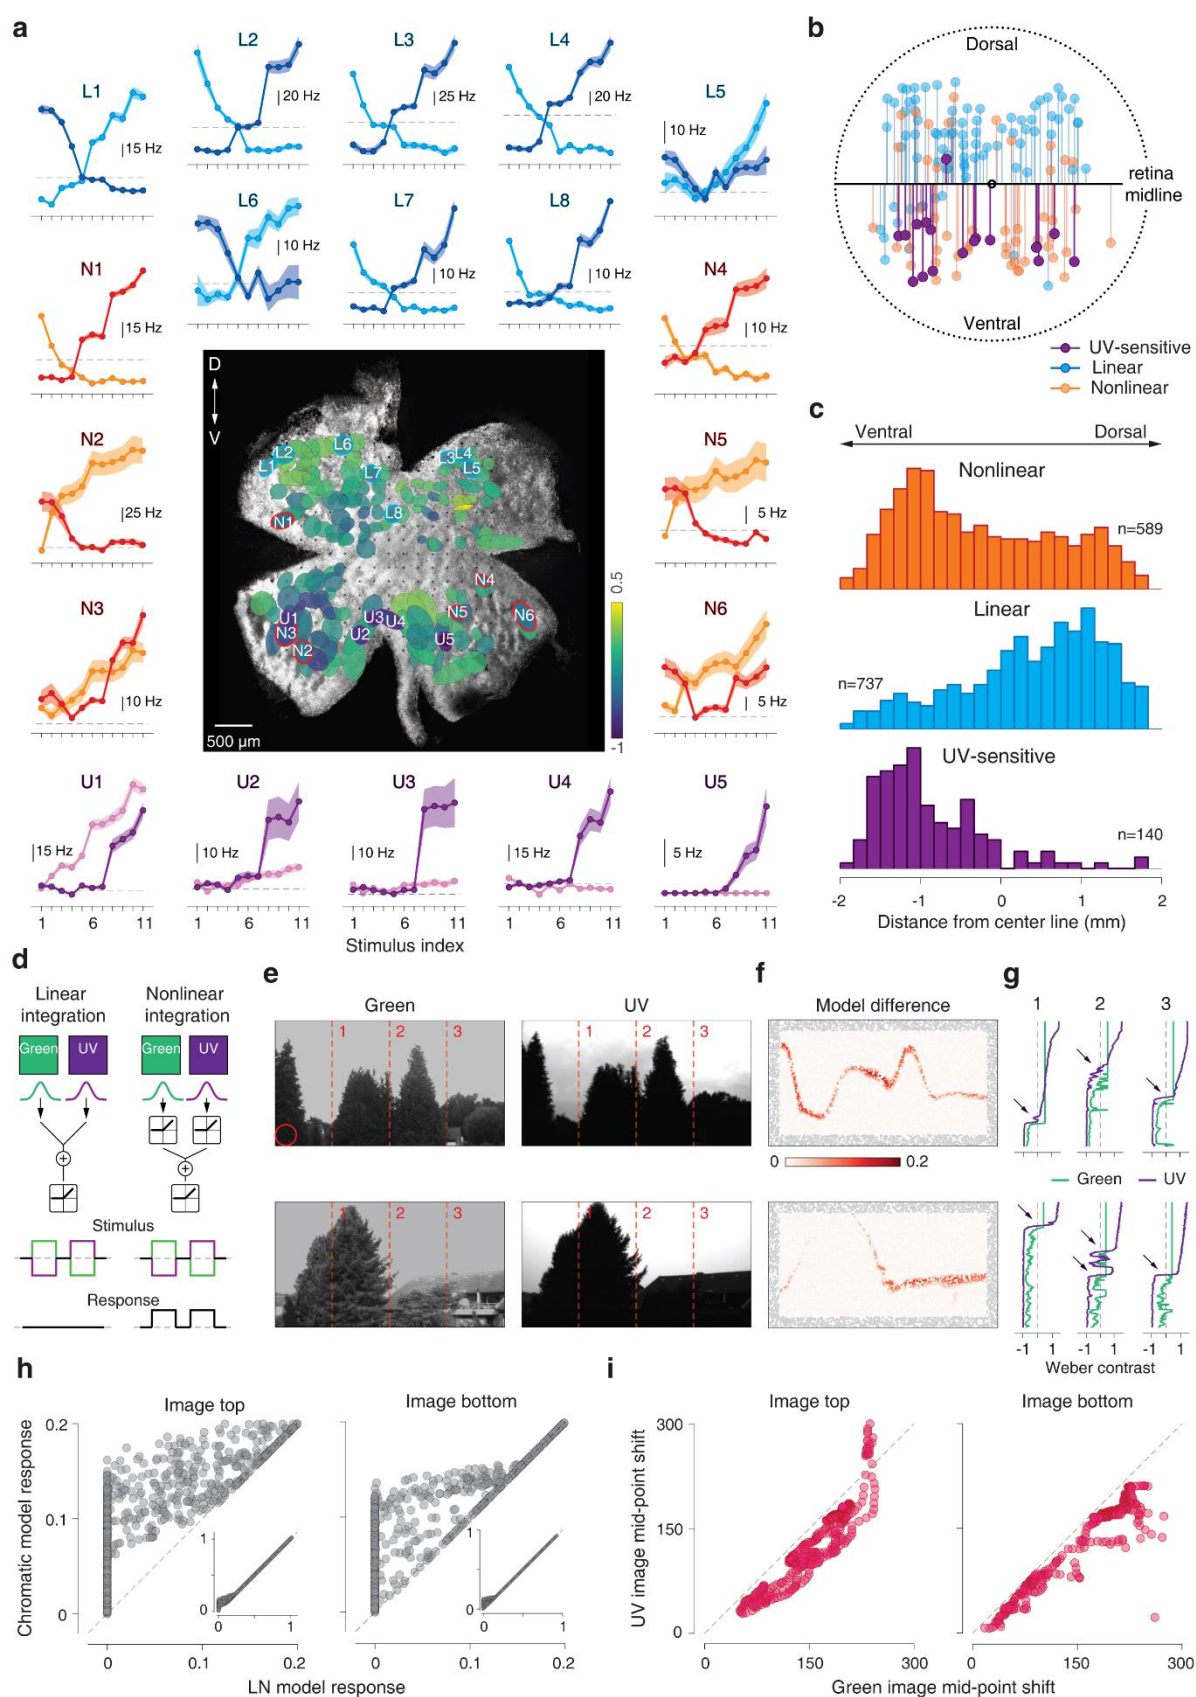 a
L1
15 Hz
L2
20 Hz
L3
25 Hz
L4
20 Hz
L5
10 Hz
L6
10 Hz
L7
10 Hz
L8
10 Hz
N1
15 Hz
N4
10 Hz
N2
25 Hz
N5
5 Hz
N3
10 Hz
N6
5 Hz
D
V
L1 L2 L6 L7 L3 L4 L5 L8
N1 N4 N5 N6
U1 N3 N2 U2 U3 U4 U5
500 µm
0.5
-1
U1
15 Hz
U2
10 Hz
U3
10 Hz
U4
15 Hz
U5
5 Hz
1 6 11 1 6 11 1 6 11 1 6 11 1 6 11
Stimulus index
b
Dorsal
retina
midline
Ventral
UV-sensitive
Linear
Nonlinear
c
Ventral Dorsal
Nonlinear
n=589
Linear
n=737
UV-sensitive
n=140
-2 -1 0 1 2
Distance from center line (mm)
d
Linear
integration
Nonlinear
integration
Green UV Green UV
+ +
Stimulus
Response
e
Green UV
1 2 3 1 2 3
1 2 3 1 2 3
f
Model difference
0 0.2
g
1 2 3
Green UV
-1 1 -1 1 -1 1
Weber contrast
h
Image top Image bottom
Chromatic model response
0.2
0.1
0
1
0
0 1
1
0
0 1
0 0.1 0.2 0 0.1 0.2
LN model response
i
Image top Image bottom
UV image mid-point shift
300
150
0
0 150 300 0 150 300
Green image mid-point shift